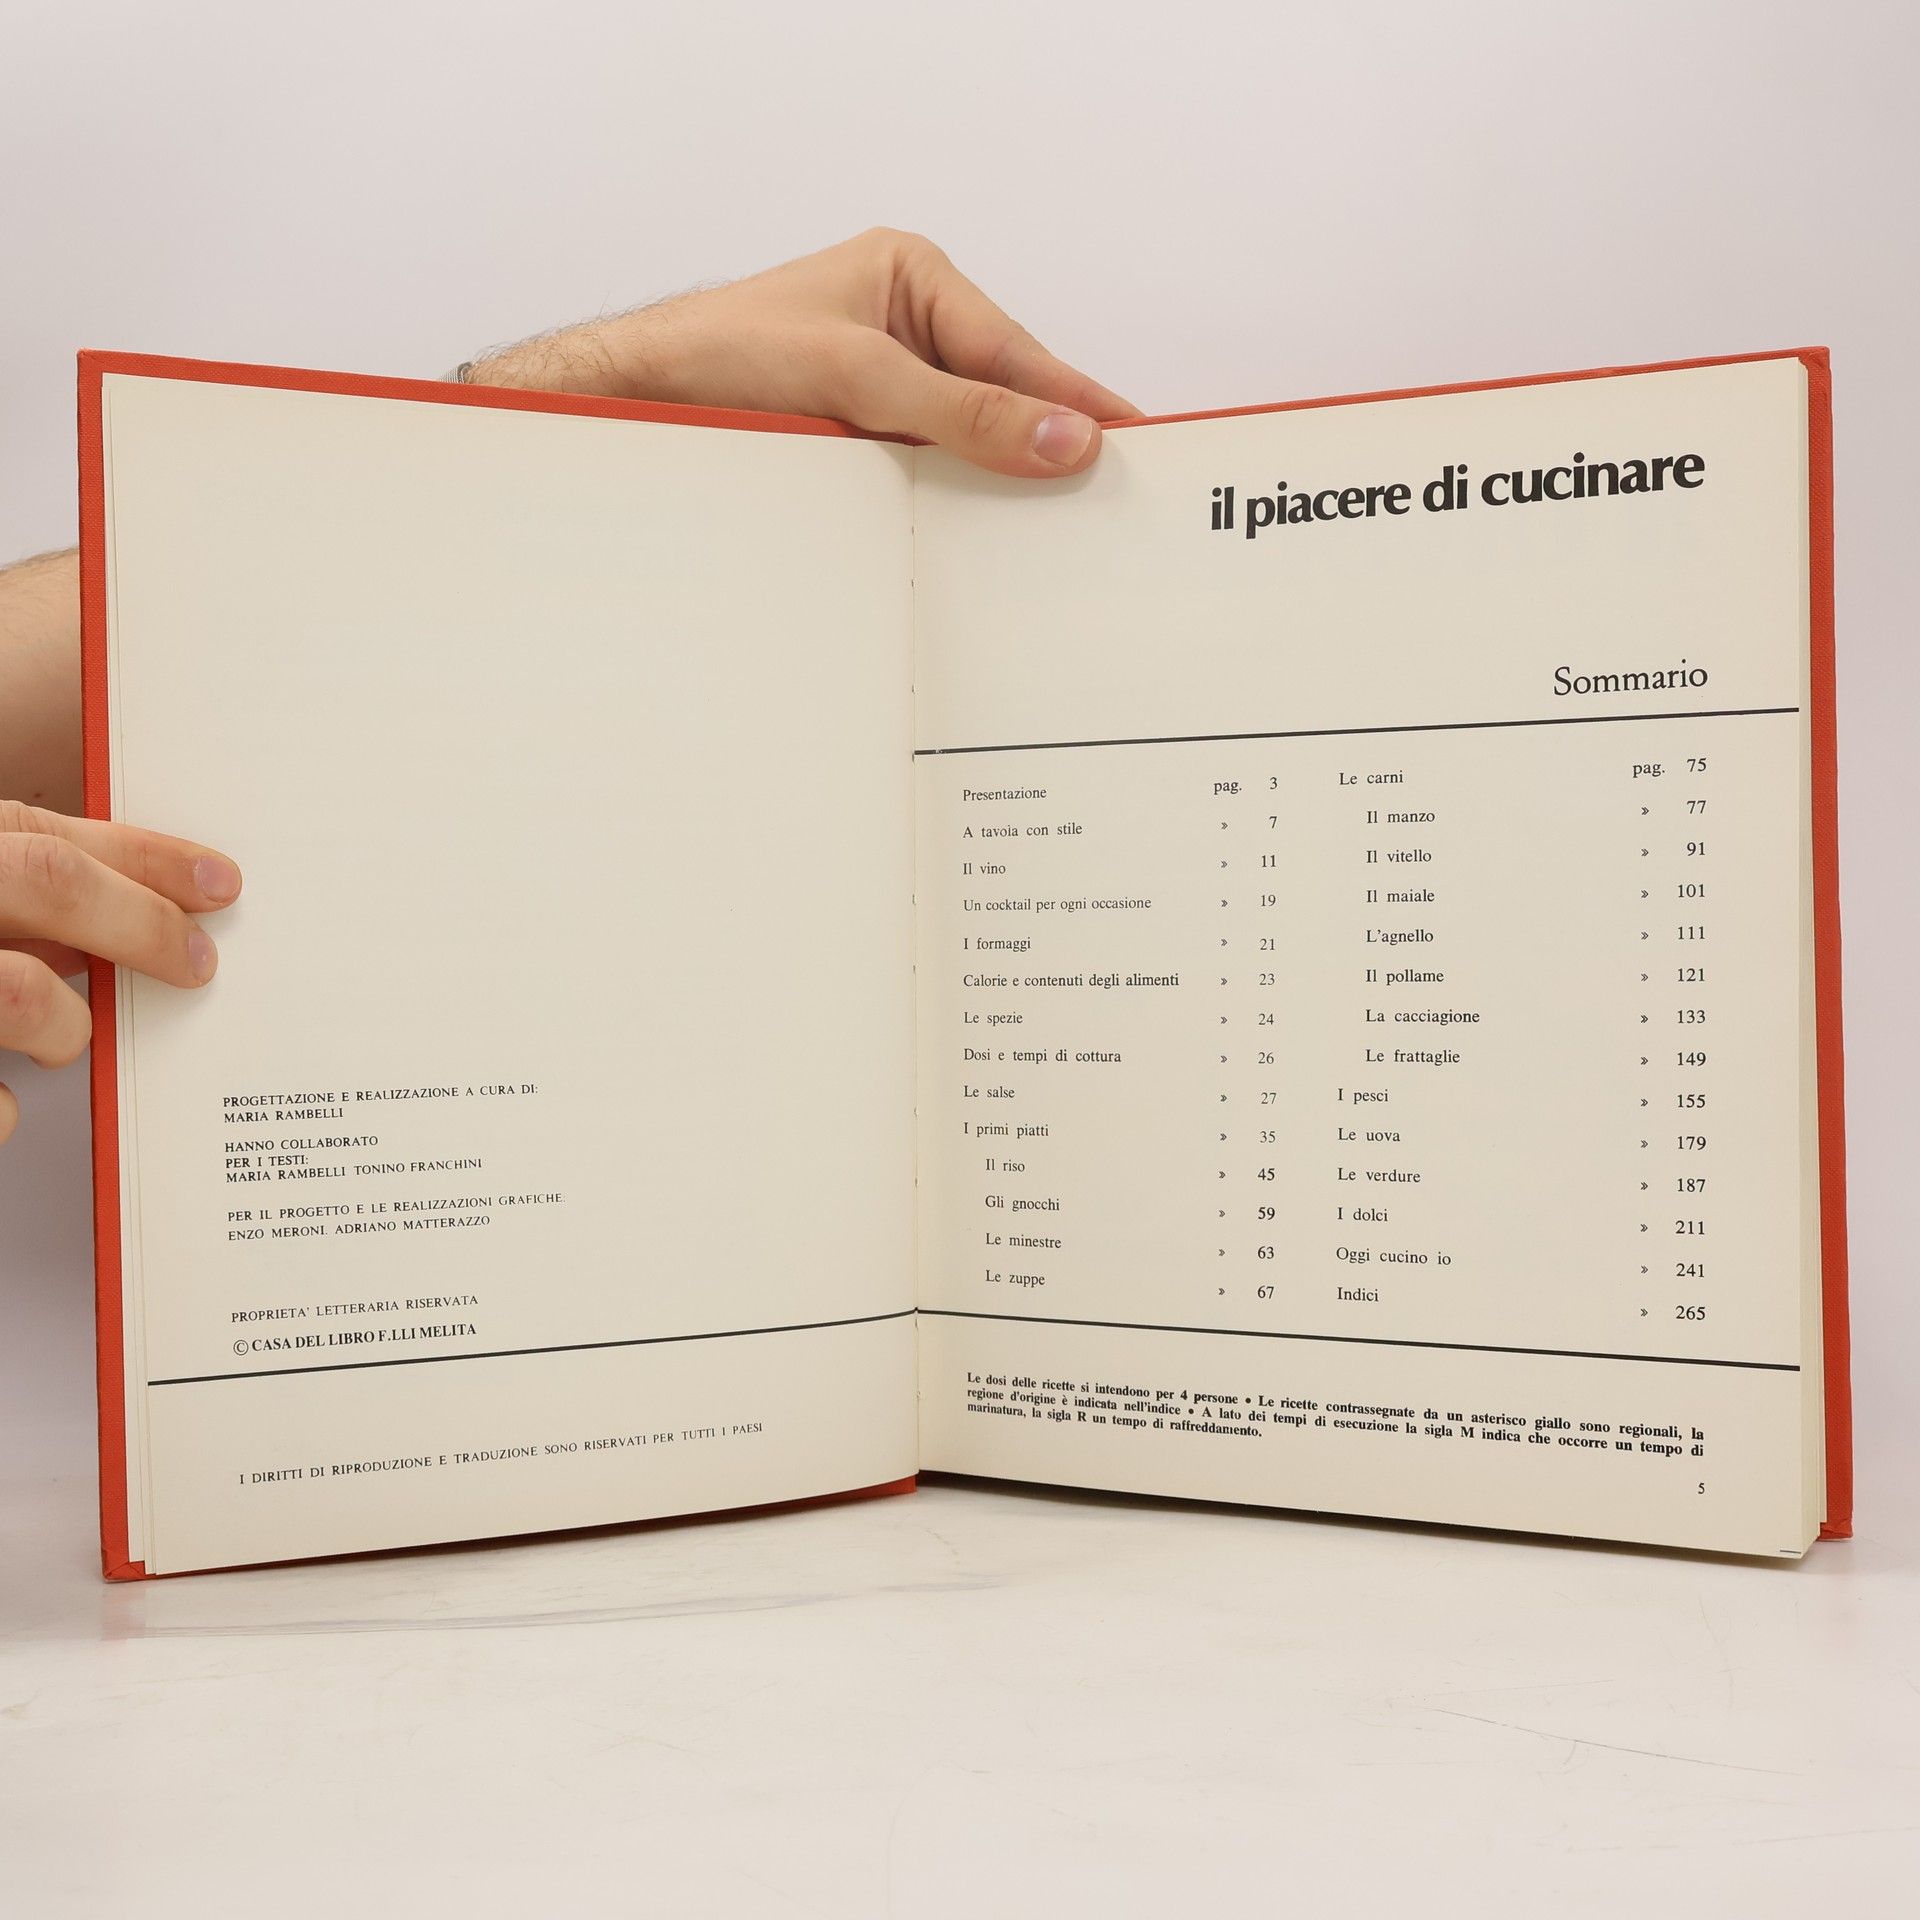 PROGETTAZIONE E REALIZZAZIONE A CURA DI:
MARIA RAMBELLI
HANNO COLLABORATO
PER I TESTI:
MARIA RAMBELLI TONINO FRANCHINI
PER IL PROGETTO E LE REALIZZAZIONI GRAFICHE:
ENZO MERONI. ADRIANO MATTERAZZO
PROPRIETA' LETTERARIA RISERVATA
© CASA DEL LIBRO F.LLI MELITA
I DIRITTI DI RIPRODUZIONE E TRADUZIONE SONO RISERVATI PER TUTTI I PAESI
il piacere di cucinare
Sommario
Presentazione pag. 3
A tavola con stile » 7
Il vino » 11
Un cocktail per ogni occasione » 19
I formaggi » 21
Calorie e contenuti degli alimenti » 23
Le spezie » 24
Dosi e tempi di cottura » 26
Le salse » 27
I primi piatti » 35
Il riso » 45
Gli gnocchi » 59
Le minestre » 63
Le zuppe » 67
Le carni pag. 75
Il manzo » 77
Il vitello » 91
Il maiale » 101
L'agnello » 111
Il pollame » 121
La cacciagione » 133
Le frattaglie » 149
I pesci » 155
Le uova » 179
Le verdure » 187
I dolci » 211
Oggi cucino io » 241
Indici » 265
Le dosi delle ricette si intendono per 4 persone • Le ricette contrassegnate da un asterisco giallo sono regionali, la
regione d'origine è indicata nell'indice • A lato dei tempi di esecuzione la sigla M indica che occorre un tempo di
marinatura, la sigla R un tempo di raffreddamento.
5